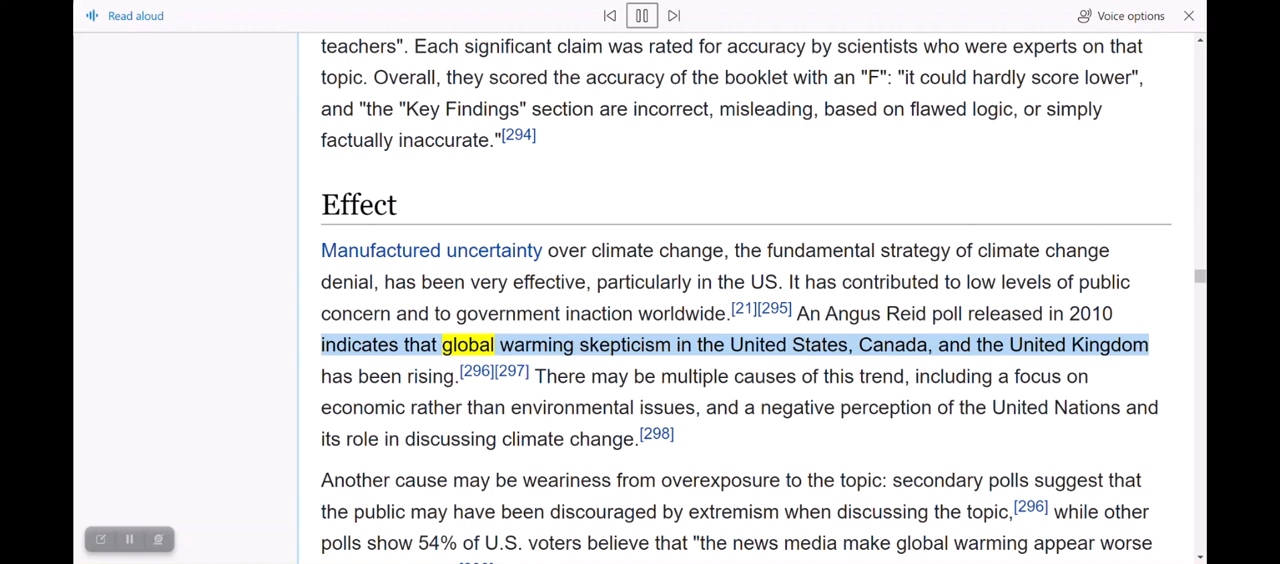 Read aloud
Voice options
teachers". Each significant claim was rated for accuracy by scientists who were experts on that
topic. Overall, they scored the accuracy of the booklet with an "F": "it could hardly score lower",
and "the "Key Findings" section are incorrect, misleading, based on flawed logic, or simply
factually inaccurate."[294]
Effect
Manufactured uncertainty over climate change, the fundamental strategy of climate change
denial, has been very effective, particularly in the US. It has contributed to low levels of public
concern and to government inaction worldwide.[21][295] An Angus Reid poll released in 2010
indicates that global warming skepticism in the United States, Canada, and the United Kingdom
has been rising.[296][297] There may be multiple causes of this trend, including a focus on
economic rather than environmental issues, and a negative perception of the United Nations and
its role in discussing climate change.[298]
Another cause may be weariness from overexposure to the topic: secondary polls suggest that
the public may have been discouraged by extremism when discussing the topic,[296] while other
polls show 54% of U.S. voters believe that "the news media make global warming appear worse